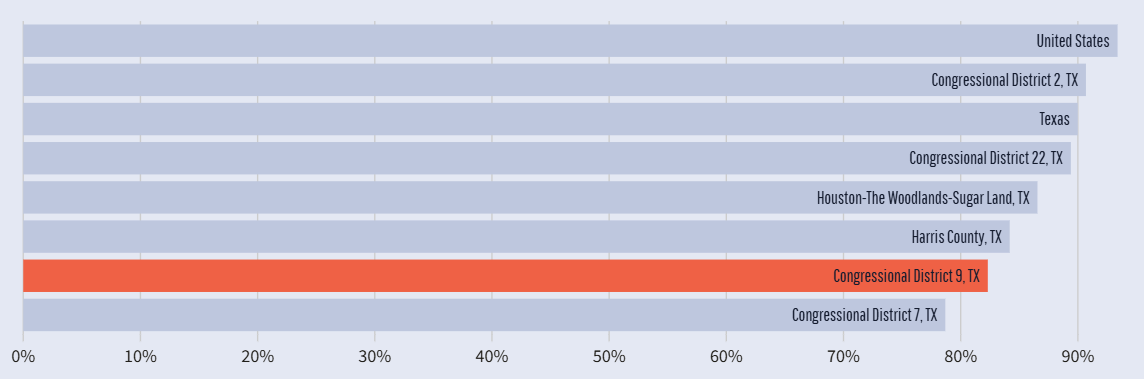 United States
Congressional District 2, TX
Texas
Congressional District 22, TX
Houston-The Woodlands-Sugar Land, TX
Harris County, TX
Congressional District 9, TX
Congressional District 7, TX
0% 10% 20% 30% 40% 50% 60% 70% 80% 90%